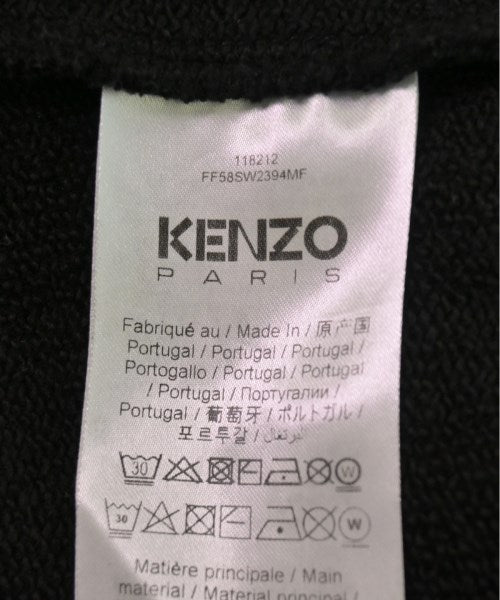 118212
FF58SW2394MF
KENZO
PARIS
Fabriqué au / Made In / 原产国
Portugal / Portugal / Portugal /
Portogallo / Portugal / Portugal
/ Portugal / Португалии /
Portugal / 葡萄牙 / ポルトガル /
포르투갈 / البرتغال /
30 W
30 W
Matière principale / Main
material / Material principal /